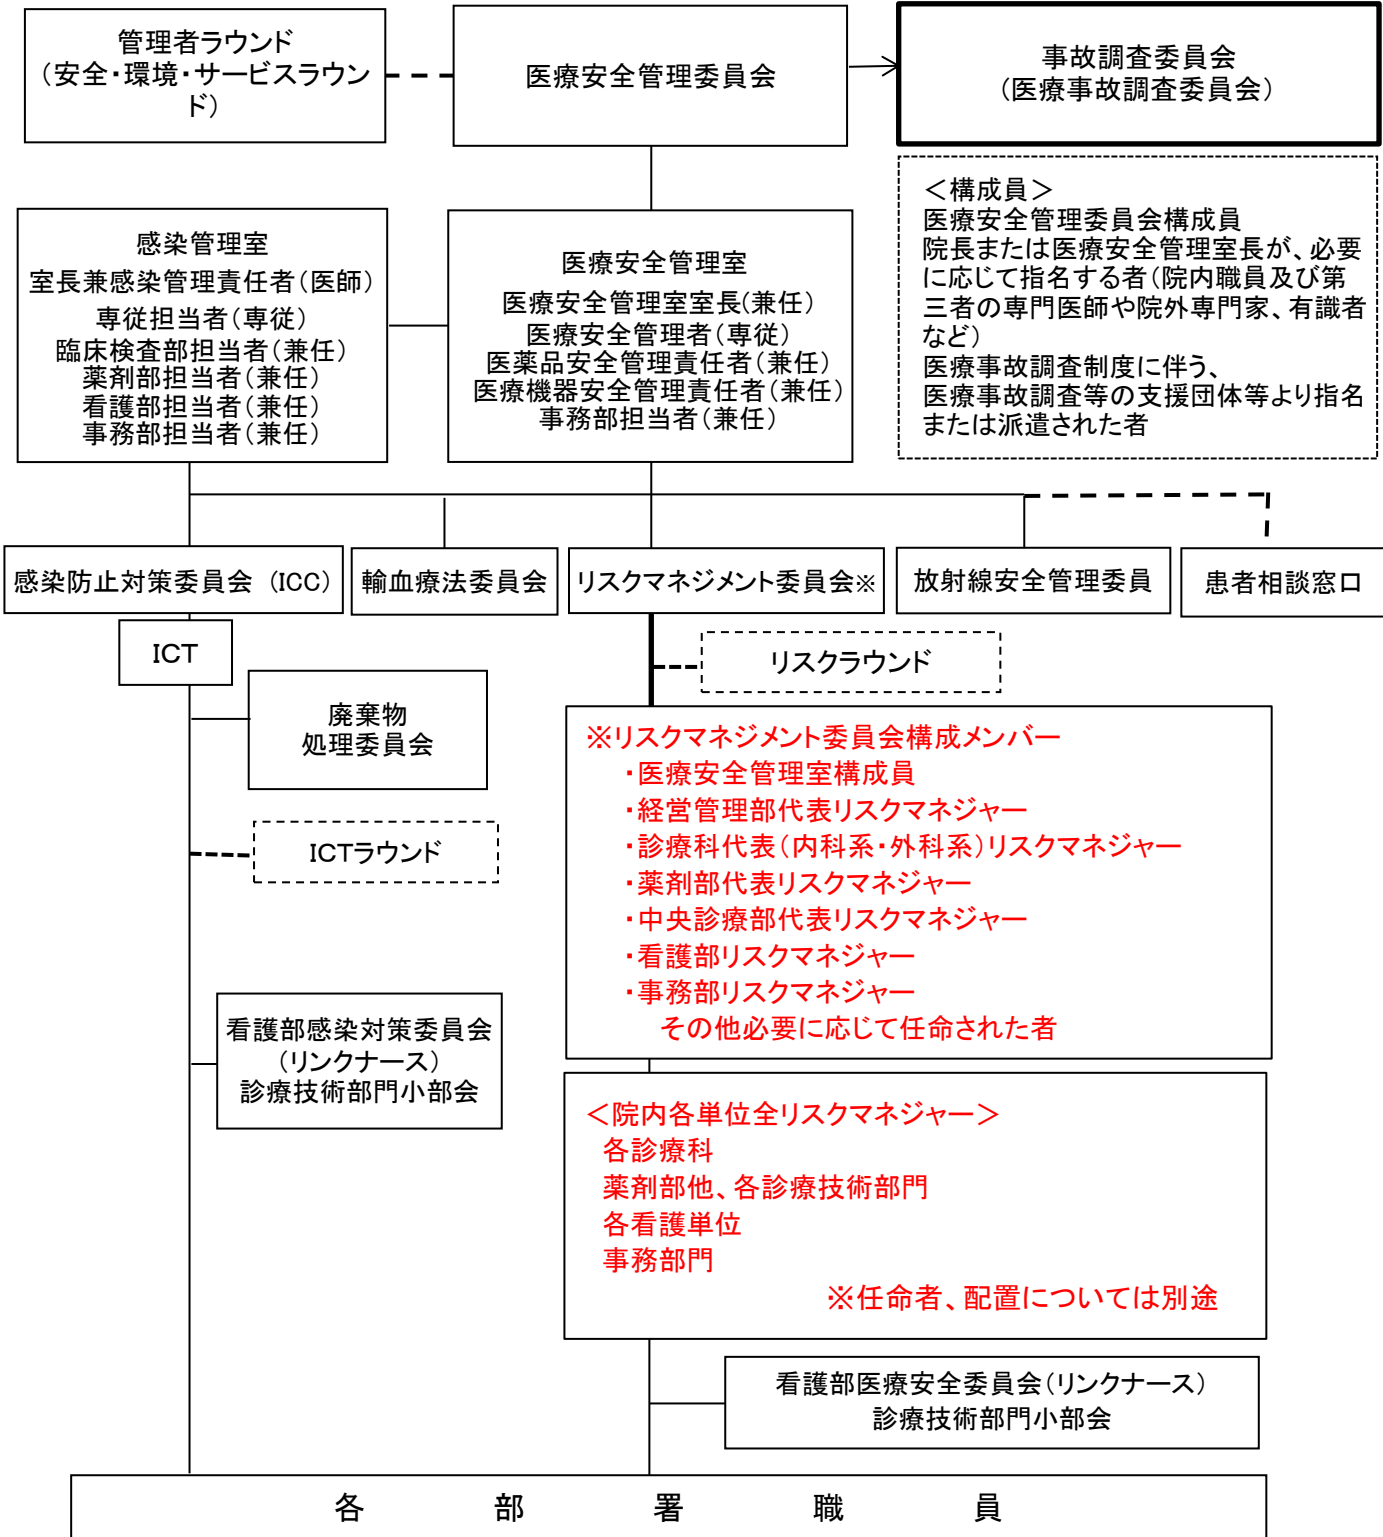 管理者ラウンド
（安全・環境・サービスラウン
ド）
医療安全管理委員会
事故調査委員会
（医療事故調査委員会）
＜構成員＞
医療安全管理委員会構成員
院長または医療安全管理室長が、必要
に応じて指名する者（院内職員及び第
三者の専門医師や院外専門家、有識者
など）
医療事故調査制度に伴う、
医療事故調査等の支援団体等より指名
または派遣された者
感染管理室
室長兼感染管理責任者（医師）
専従担当者（専従）
臨床検査部担当者（兼任）
薬剤部担当者（兼任）
看護部担当者（兼任）
事務部担当者（兼任）
医療安全管理室
医療安全管理室室長(兼任）
医療安全管理者（専従）
医薬品安全管理責任者（兼任）
医療機器安全管理責任者（兼任）
事務部担当者（兼任）
感染防止対策委員会 (ICC)
輸血療法委員会
リスクマネジメント委員会※
放射線安全管理委員
患者相談窓口
ICT
リスクラウンド
廃棄物
処理委員会
ICTラウンド
看護部感染対策委員会
（リンクナース）
診療技術部門小部会
※リスクマネジメント委員会構成メンバー
・医療安全管理室構成員
・経営管理部代表リスクマネジャー
・診療科代表（内科系・外科系）リスクマネジャー
・薬剤部代表リスクマネジャー
・中央診療部代表リスクマネジャー
・看護部リスクマネジャー
・事務部リスクマネジャー
その他必要に応じて任命された者
＜院内各単位全リスクマネジャー＞
各診療科
薬剤部他、各診療技術部門
各看護単位
事務部門
※任命者、配置については別途
看護部医療安全委員会（リンクナース）
診療技術部門小部会
各　部　署　職　員